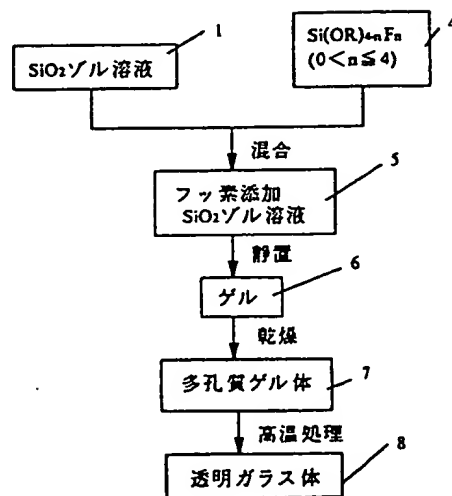 1
4
SiO₂ゾル溶液
Si(OR)₄₋ₙFₙ
(0<n≦4)
混合
5
フッ素添加
SiO₂ゾル溶液
静置
6
ゲル
乾燥
多孔質ゲル体
7
高温処理
8
透明ガラス体